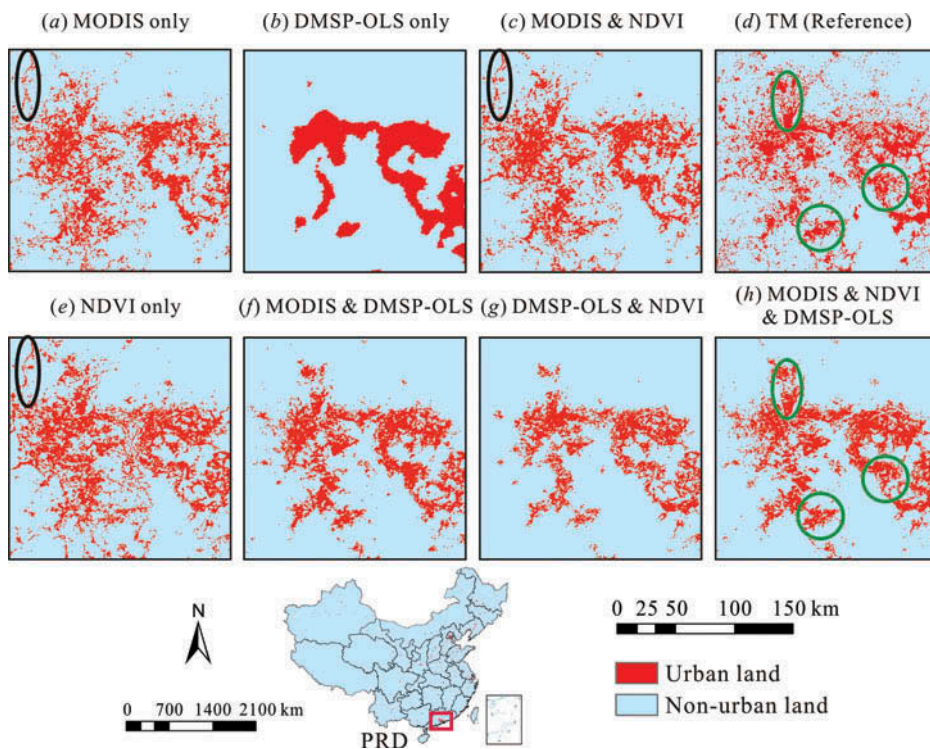 (a) MODIS only
(b) DMSP-OLS only
(c) MODIS & NDVI
(d) TM (Reference)
(e) NDVI only
(f) MODIS & DMSP-OLS
(g) DMSP-OLS & NDVI
(h) MODIS & NDVI
& DMSP-OLS
N
0 25 50 100 150 km
Urban land
Non-urban land
0 700 1400 2100 km
PRD